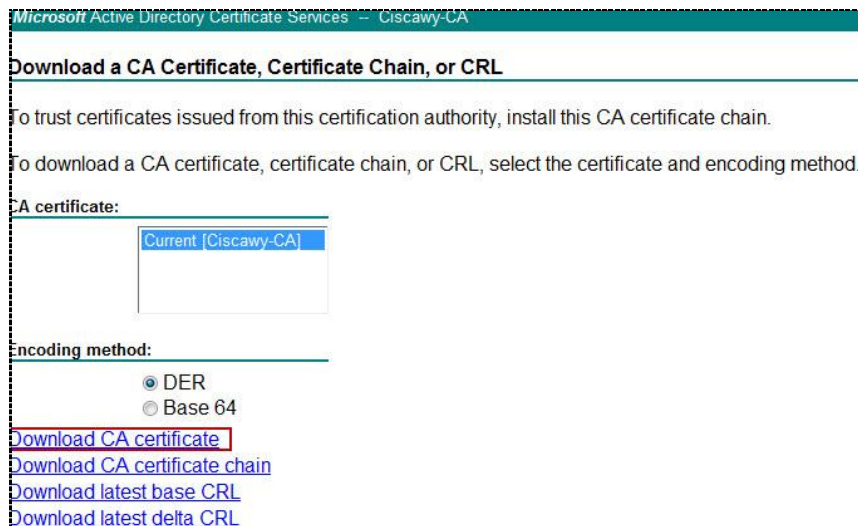 Microsoft Active Directory Certificate Services -- Ciscawy-CA
Download a CA Certificate, Certificate Chain, or CRL
To trust certificates issued from this certification authority, install this CA certificate chain.
To download a CA certificate, certificate chain, or CRL, select the certificate and encoding method.
CA certificate:
Current [Ciscawy-CA]
Encoding method:
DER
Base 64
Download CA certificate
Download CA certificate chain
Download latest base CRL
Download latest delta CRL